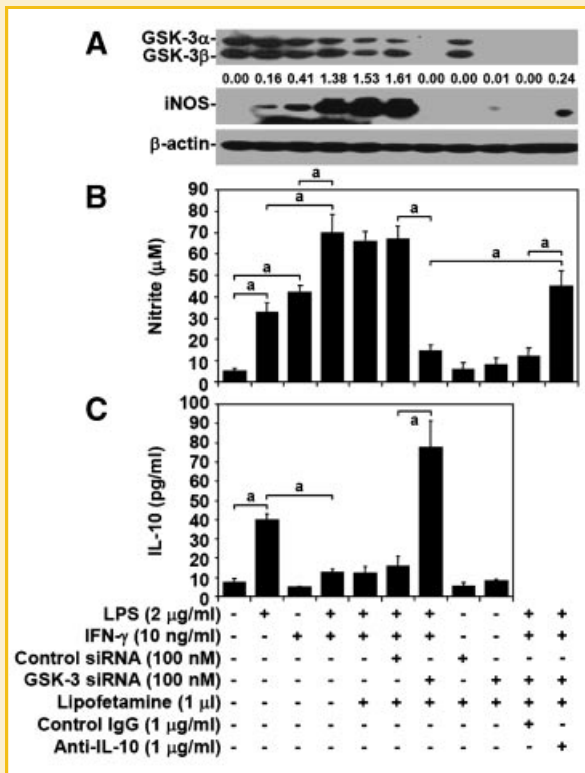 A
GSK-3α-
GSK-3β-
0.00 0.16 0.41 1.38 1.53 1.61 0.00 0.00 0.01 0.00 0.24
iNOS-
β-actin-
B
Nitrite (μM)
90
80
70
60
50
40
30
20
10
0
a
a
a
a
a
a
a
C
IL-10 (pg/ml)
100
90
80
70
60
50
40
30
20
10
0
a
a
a
LPS (2 μg/ml) - + - + + + + - - + +
IFN-γ (10 ng/ml) - - + + + + + - - + +
Control siRNA (100 nM) - - - - - + - + - - -
GSK-3 siRNA (100 nM) - - - - - - + - + + +
Lipofetamine (1 μl) - - - - + + + + + + +
Control IgG (1 μg/ml) - - - - - - - - - + -
Anti-IL-10 (1 μg/ml) - - - - - - - - - - +